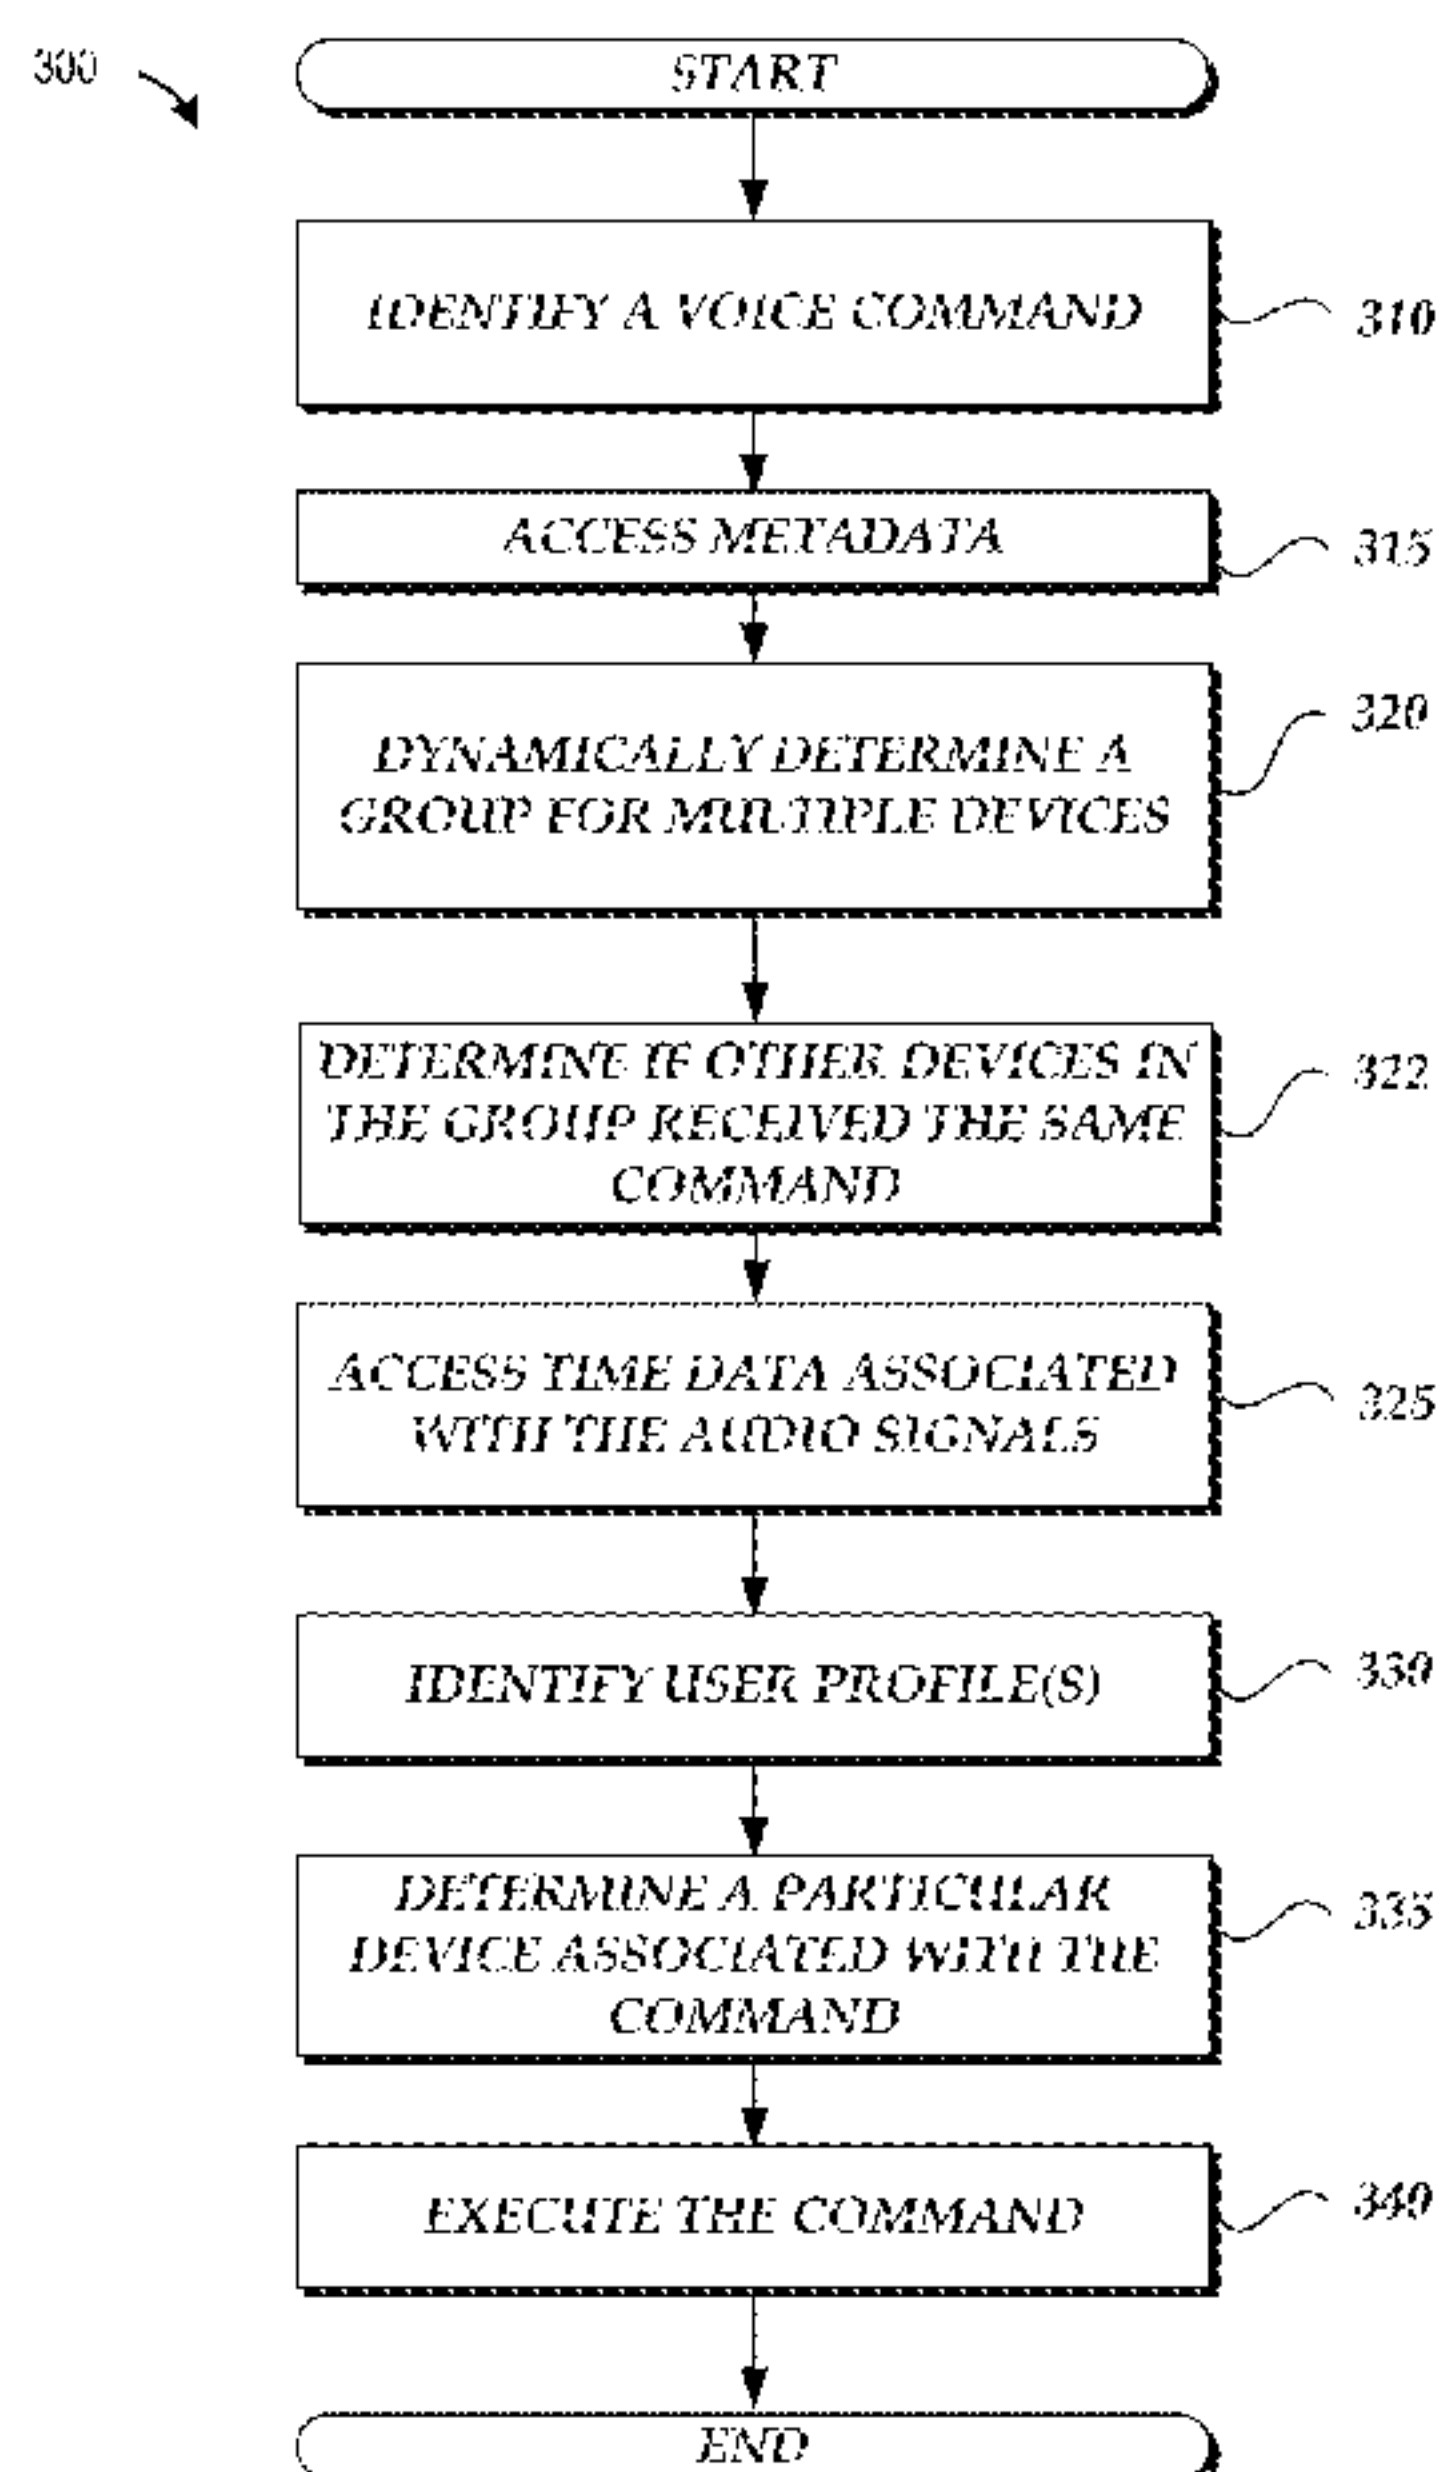 300
START
IDENTIFY A VOICE COMMAND
310
ACCESS METADATA
315
DYNAMICALLY DETERMINE A
GROUP FOR MULTIPLE DEVICES
320
DETERMINE IF OTHER DEVICES IN
THE GROUP RECEIVED THE SAME
COMMAND
322
ACCESS TIME DATA ASSOCIATED
WITH THE AUDIO SIGNALS
325
IDENTIFY USER PROFILE(S)
330
DETERMINE A PARTICULAR
DEVICE ASSOCIATED WITH THE
COMMAND
335
EXECUTE THE COMMAND
340
END